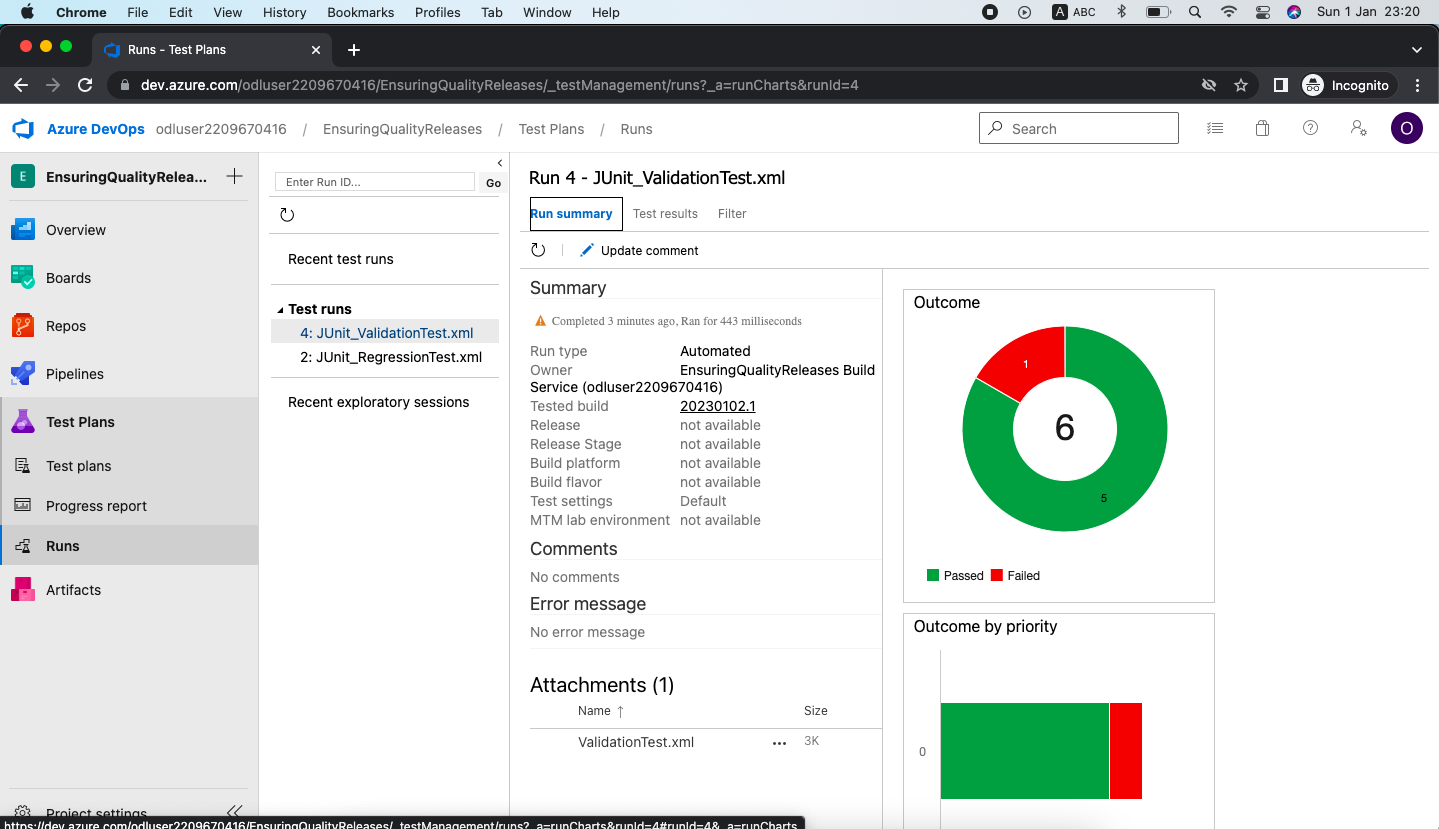 Chrome File Edit View History Bookmarks Profiles Tab Window Help A ABC Sun 1 Jan 23:20
Runs - Test Plans
dev.azure.com/odluser2209670416/EnsuringQualityReleases/_testManagement/runs?_a=runCharts&runId=4 Incognito
Azure DevOps odluser2209670416 / EnsuringQualityReleases / Test Plans / Runs Search O
E EnsuringQualityRelea...
Overview
Boards
Repos
Pipelines
Test Plans
Test plans
Progress report
Runs
Artifacts
Project settings
https://dev.azure.com/odluser2209670416/EnsuringQualityReleases/_testManagement/runs?_a=runCharts&runId=4#runId=4&_a=runCharts
Enter Run ID... Go
Recent test runs
Test runs
4: JUnit_ValidationTest.xml
2: JUnit_RegressionTest.xml
Recent exploratory sessions
Run 4 - JUnit_ValidationTest.xml
Run summary Test results Filter
Update comment
Summary
Completed 3 minutes ago, Ran for 443 milliseconds
Run type Automated
Owner EnsuringQualityReleases Build
Service (odluser2209670416)
Tested build 20230102.1
Release not available
Release Stage not available
Build platform not available
Build flavor not available
Test settings Default
MTM lab environment not available
Comments
No comments
Error message
No error message
Attachments (1)
Name ↑ Size
ValidationTest.xml ... 3K
Outcome
1
6
5
Passed Failed
Outcome by priority
0